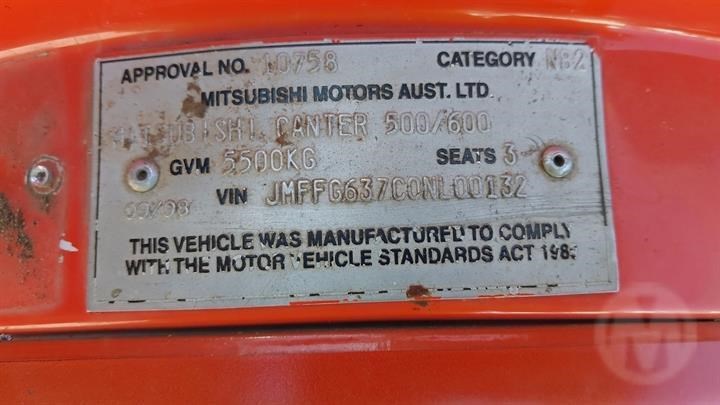 APPROVAL NO. 10758 CATEGORY NB2
MITSUBISHI MOTORS AUST. LTD
MITSUBISHI CANTER 500/600
GVM 5500KG SEATS 3
VIN JMFFG637C0NL00132
THIS VEHICLE WAS MANUFACTURED TO COMPLY
WITH THE MOTOR VEHICLE STANDARDS ACT